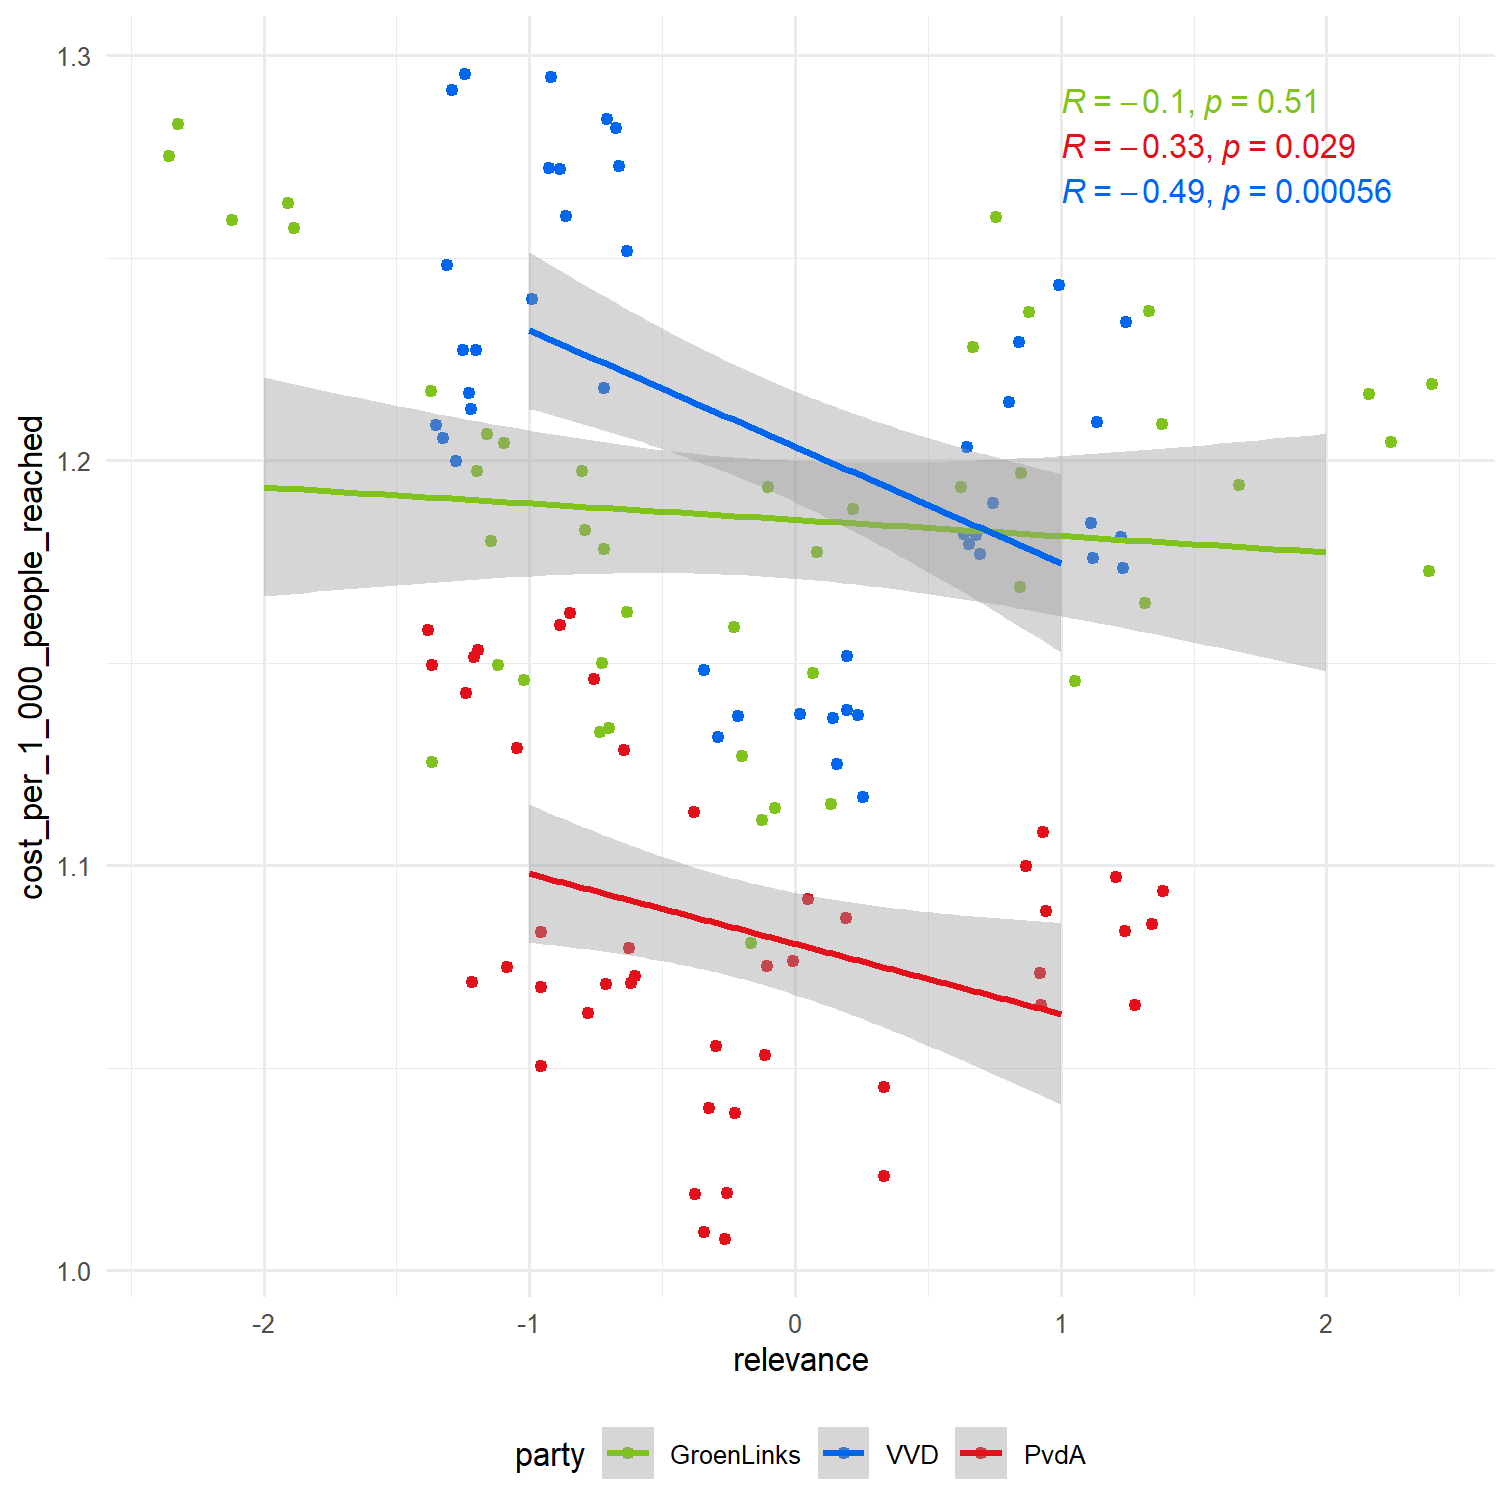 R = −0.1, p = 0.51
R = −0.33, p = 0.029
R = −0.49, p = 0.00056
cost_per_1_000_people_reached
1.3
1.2
1.1
1.0
-2 -1 0 1 2
relevance
party GroenLinks VVD PvdA